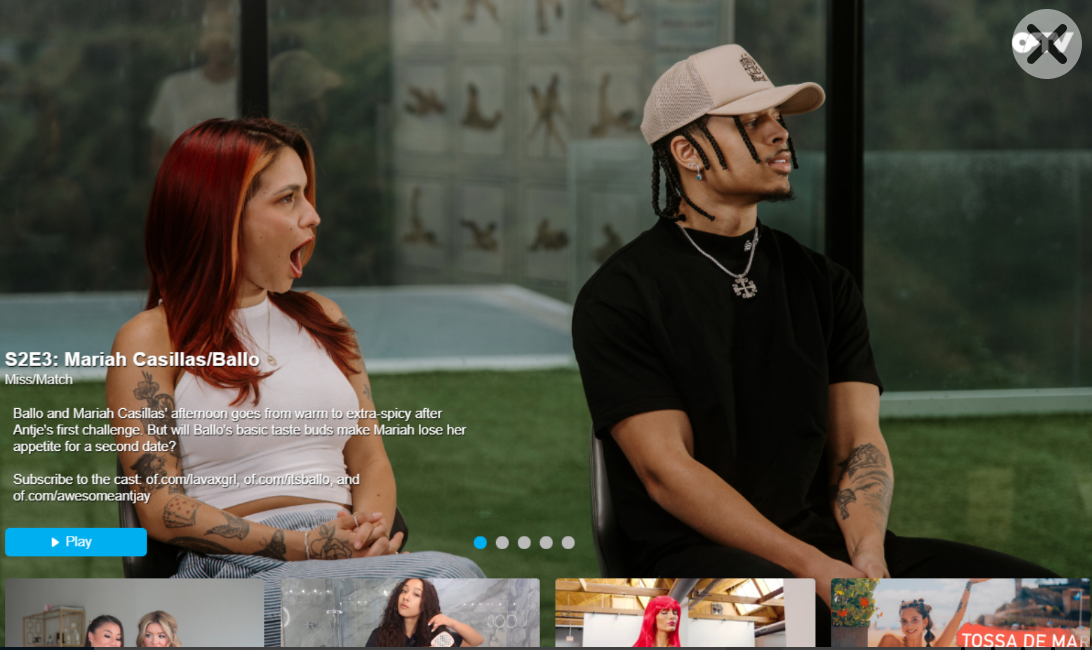 S2E3: Mariah Casillas/Ballo
Miss/Match
Ballo and Mariah Casillas' afternoon goes from warm to extra-spicy after
Antje's first challenge. But will Ballo's basic taste buds make Mariah lose her
appetite for a second date?
Subscribe to the cast: of.com/lavaxgrl, of.com/itsballo, and
of.com/awesomeantjay
Play
TOSSA DE MAR